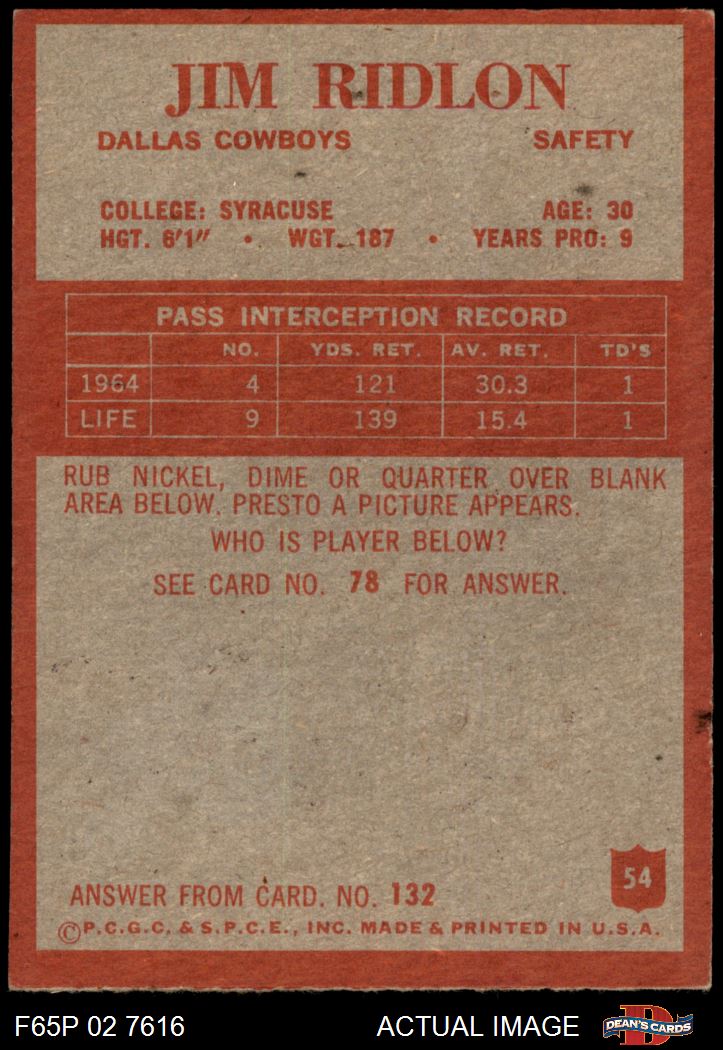 JIM RIDLON
DALLAS COWBOYS SAFETY
COLLEGE: SYRACUSE AGE: 30
HGT. 6'1" • WGT. 187 • YEARS PRO: 9
PASS INTERCEPTION RECORD
NO. YDS. RET. AV. RET. TD'S
1964 4 121 30.3 1
LIFE 9 139 15.4 1
RUB NICKEL, DIME OR QUARTER OVER BLANK
AREA BELOW. PRESTO A PICTURE APPEARS.
WHO IS PLAYER BELOW?
SEE CARD NO. 78 FOR ANSWER.
54
ANSWER FROM CARD. NO. 132
©P.C.G.C. & S.P.C.E., INC. MADE & PRINTED IN U.S.A.
F65P 02 7616 ACTUAL IMAGE
D
DEAN'S CARDS